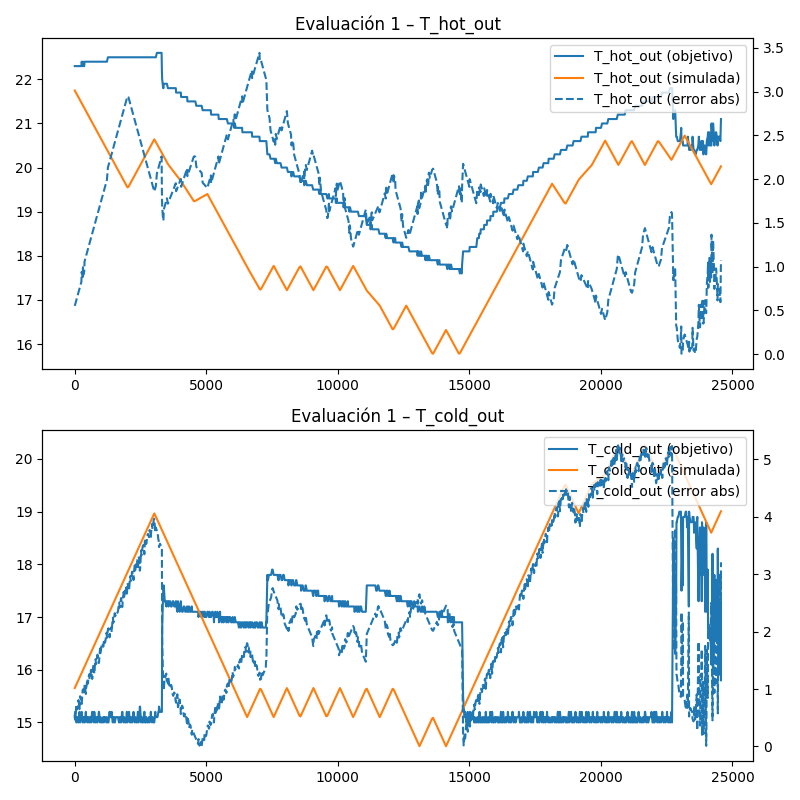 Evaluación 1 – T_hot_out
T_hot_out (objetivo)
T_hot_out (simulada)
T_hot_out (error abs)
22
21
20
19
18
17
16
3.5
3.0
2.5
2.0
1.5
1.0
0.5
0.0
0 5000 10000 15000 20000 25000
Evaluación 1 – T_cold_out
T_cold_out (objetivo)
T_cold_out (simulada)
T_cold_out (error abs)
20
19
18
17
16
15
5
4
3
2
1
0
0 5000 10000 15000 20000 25000